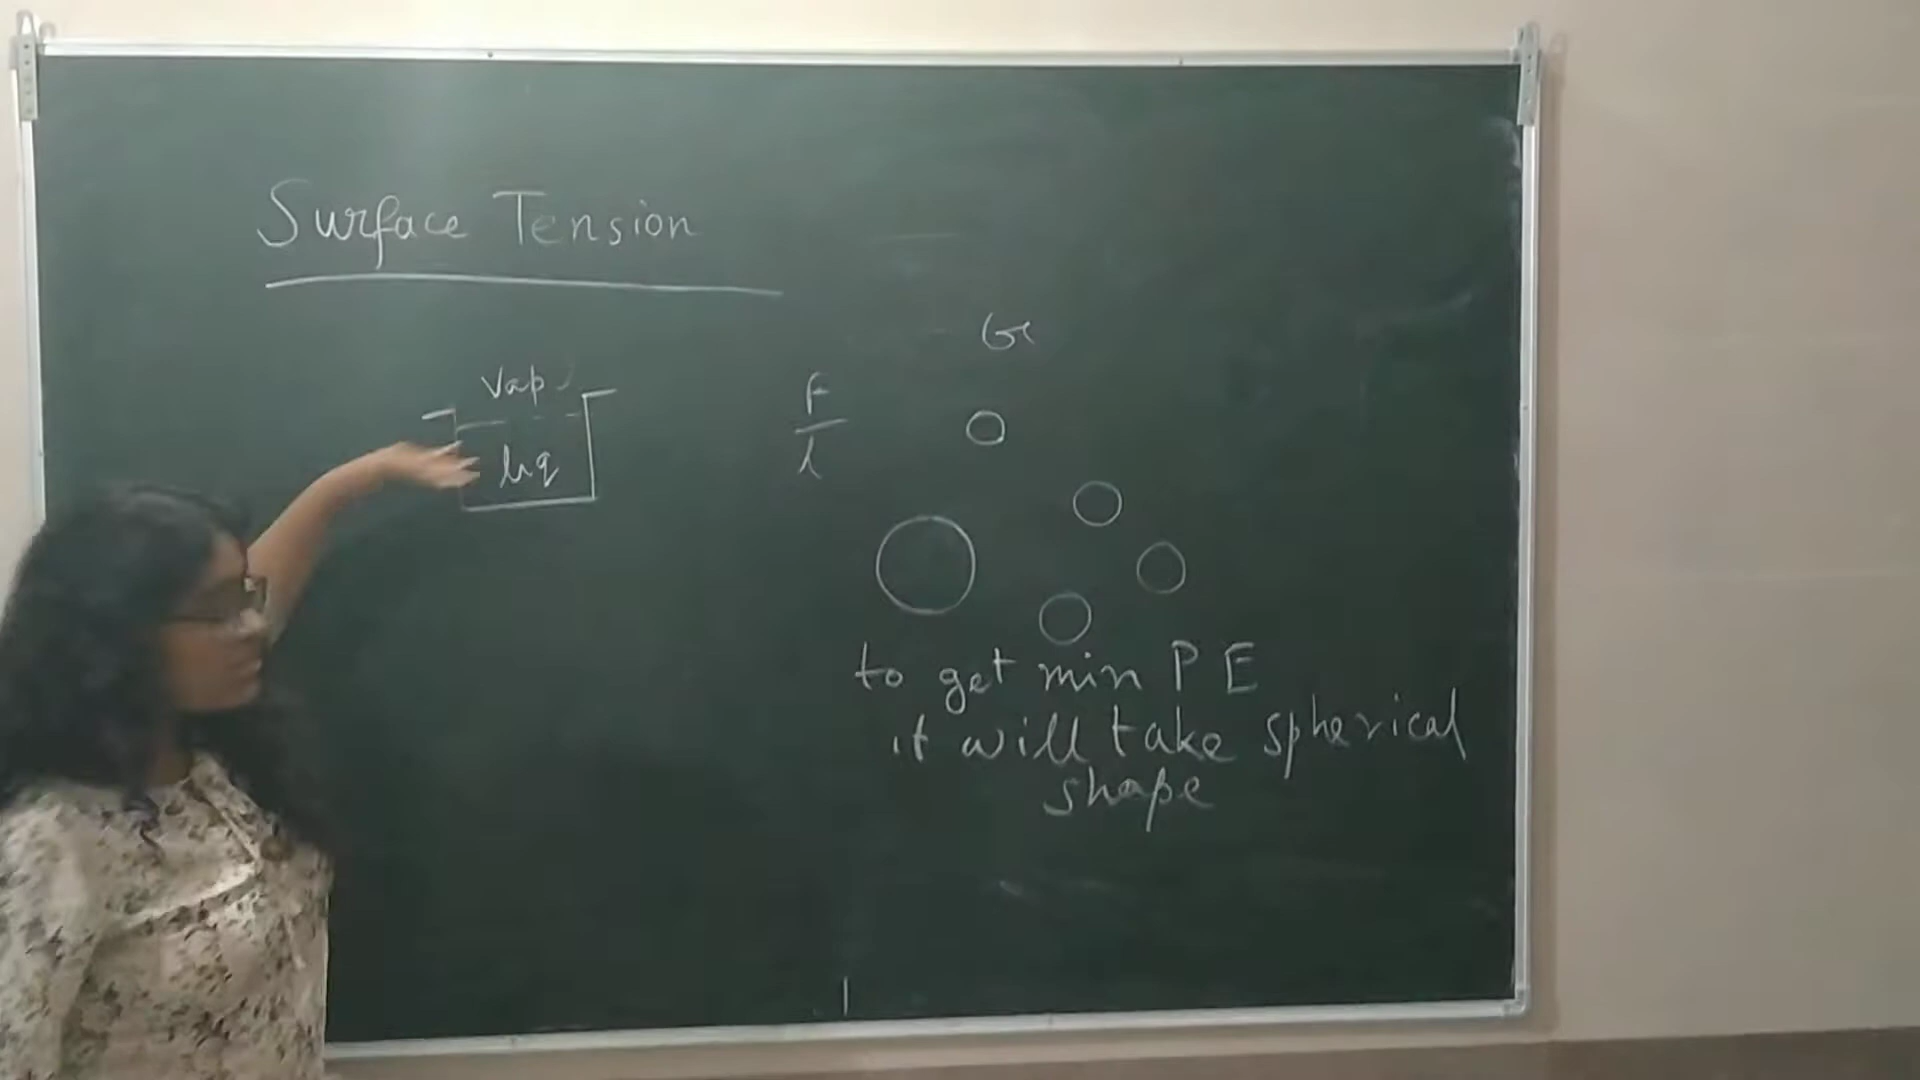 Surface Tension
Vap
liq
F
l
to get min P E
it will take spherical
shape